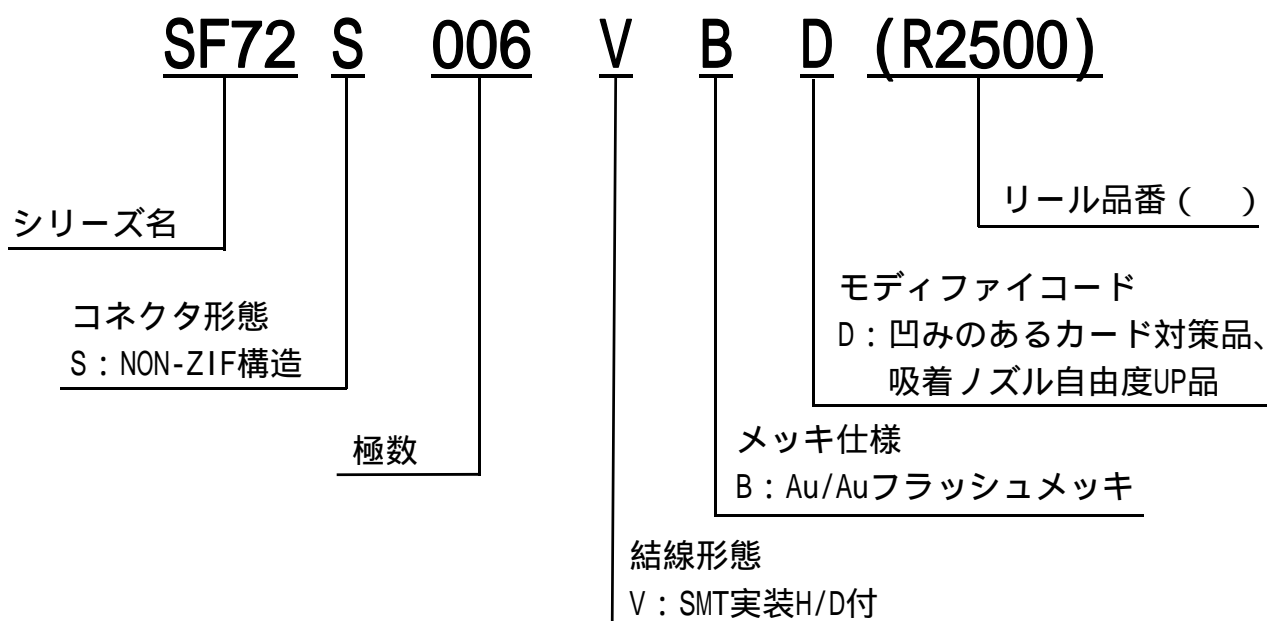 SF72 S 006 V B D (R2500)
リール品番(　)
シリーズ名
モディファイコード
D:凹みのあるカード対策品、
吸着ノズル自由度UP品
コネクタ形態
S:NON-ZIF構造
極数
メッキ仕様
B:Au/Auフラッシュメッキ
結線形態
V:SMT実装H/D付